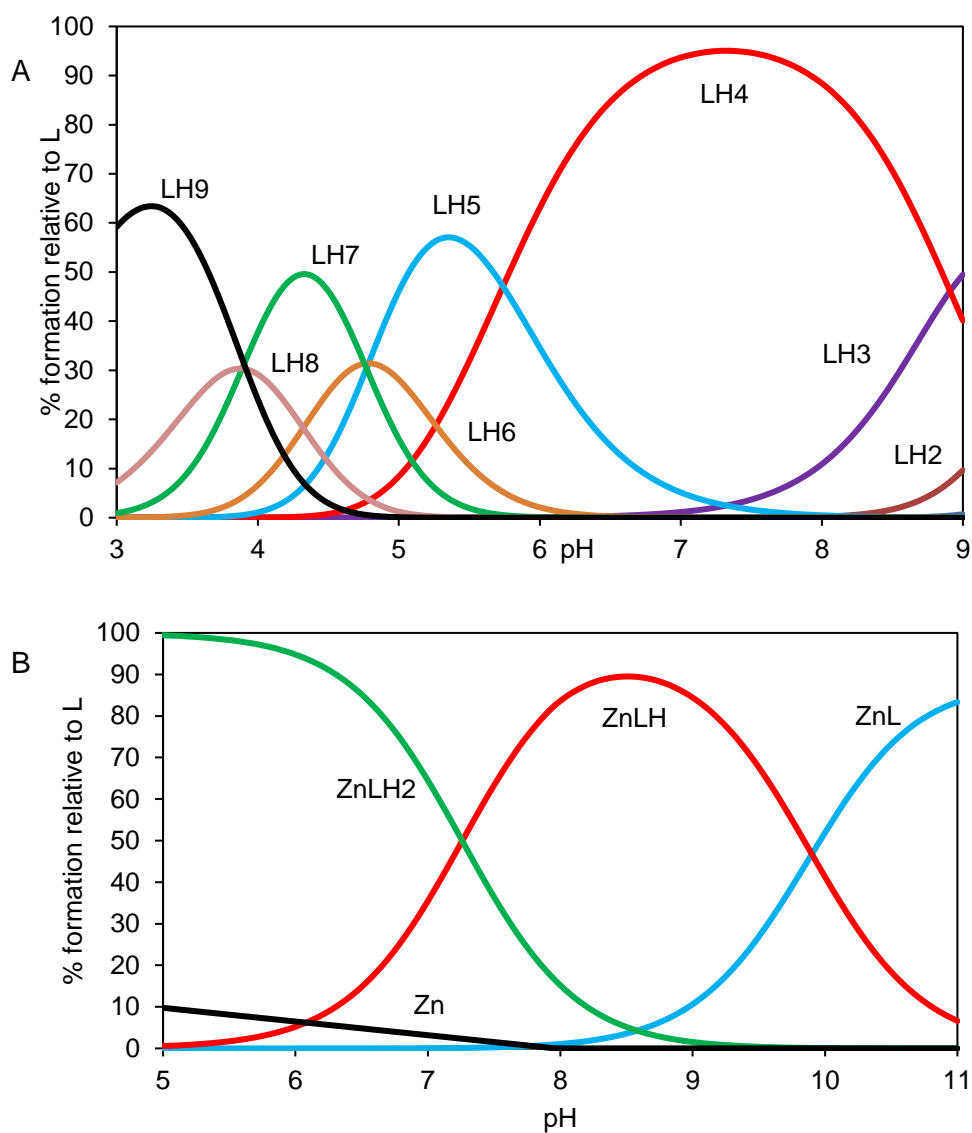 A
% formation relative to L
100
90
80
70
60
50
40
30
20
10
0
LH9
LH8
LH7
LH6
LH5
LH4
LH3
LH2
3 4 5 6 pH 7 8 9
B
% formation relative to L
100
90
80
70
60
50
40
30
20
10
0
ZnLH2
Zn
ZnLH
ZnL
5 6 7 8 9 10 11
pH